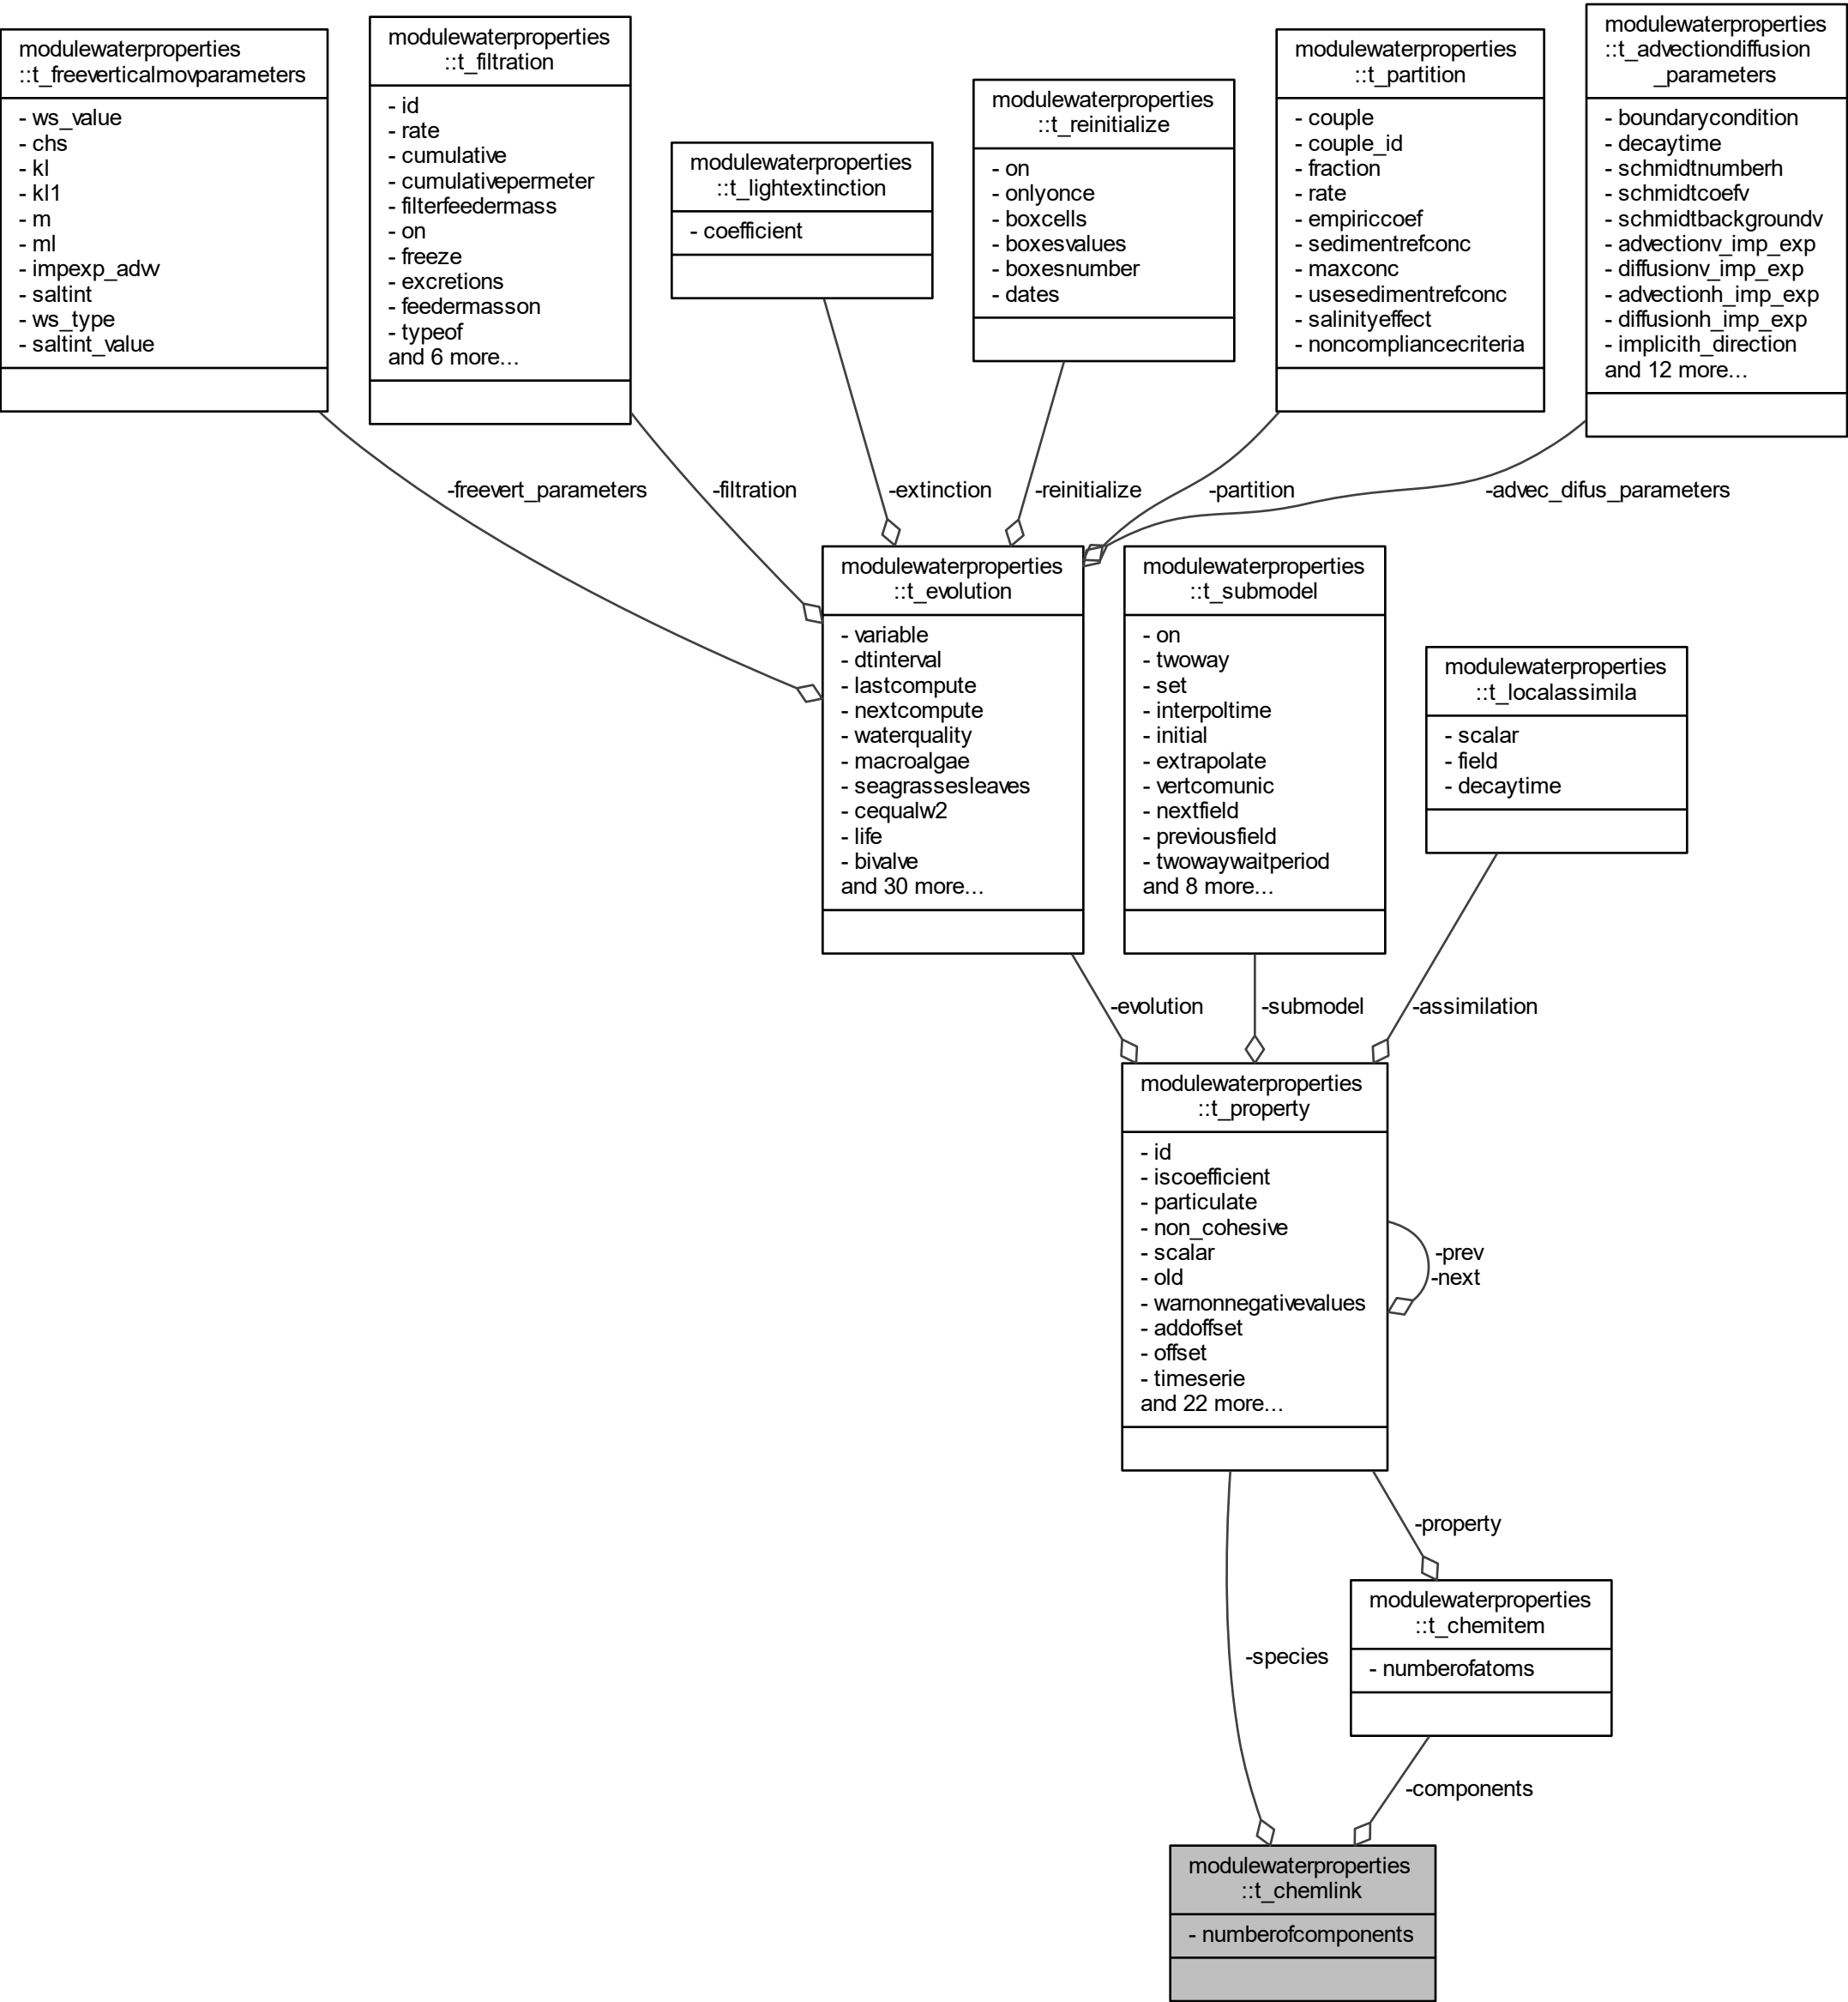 modulewaterproperties
::t_freeverticalmovparameters
- ws_value
- chs
- kl
- kl1
- m
- ml
- impexp_advv
- saltint
- ws_type
- saltint_value
modulewaterproperties
::t_filtration
- id
- rate
- cumulative
- cumulativepermeter
- filterfeedermass
- on
- freeze
- excretions
- feedermasson
- typeof
and 6 more...
modulewaterproperties
::t_lightextinction
- coefficient
modulewaterproperties
::t_reinitialize
- on
- onlyonce
- boxcells
- boxesvalues
- boxesnumber
- dates
modulewaterproperties
::t_partition
- couple
- couple_id
- fraction
- rate
- empiriccoef
- sedimentrefconc
- maxconc
- usesedimentrefconc
- salinityeffect
- noncompliancecriteria
modulewaterproperties
::t_advectiondiffusion
_parameters
- boundarycondition
- decaytime
- schmidtnumberh
- schmidtcoefv
- schmidtbackgroundv
- advectionv_imp_exp
- diffusionv_imp_exp
- advectionh_imp_exp
- diffusionh_imp_exp
- implicith_direction
and 12 more...
-freevert_parameters
-filtration
-extinction
-reinitialize
-partition
-advec_difus_parameters
modulewaterproperties
::t_evolution
- variable
- dtinterval
- lastcompute
- nextcompute
- waterquality
- macroalgae
- seagrassesleaves
- cequalw2
- life
- bivalve
and 30 more...
modulewaterproperties
::t_submodel
- on
- twoway
- set
- interpoltime
- initial
- extrapolate
- vertcomunic
- nextfield
- previousfield
- twowaywaitperiod
and 8 more...
modulewaterproperties
::t_localassimila
- scalar
- field
- decaytime
-evolution
-submodel
-assimilation
modulewaterproperties
::t_property
- id
- iscoefficient
- particulate
- non_cohesive
- scalar
- old
- warnonnegativevalues
- addoffset
- offset
- timeserie
and 22 more...
-prev
-next
-property
modulewaterproperties
::t_chemitem
- numberofatoms
-species
-components
modulewaterproperties
::t_chemlink
- numberofcomponents